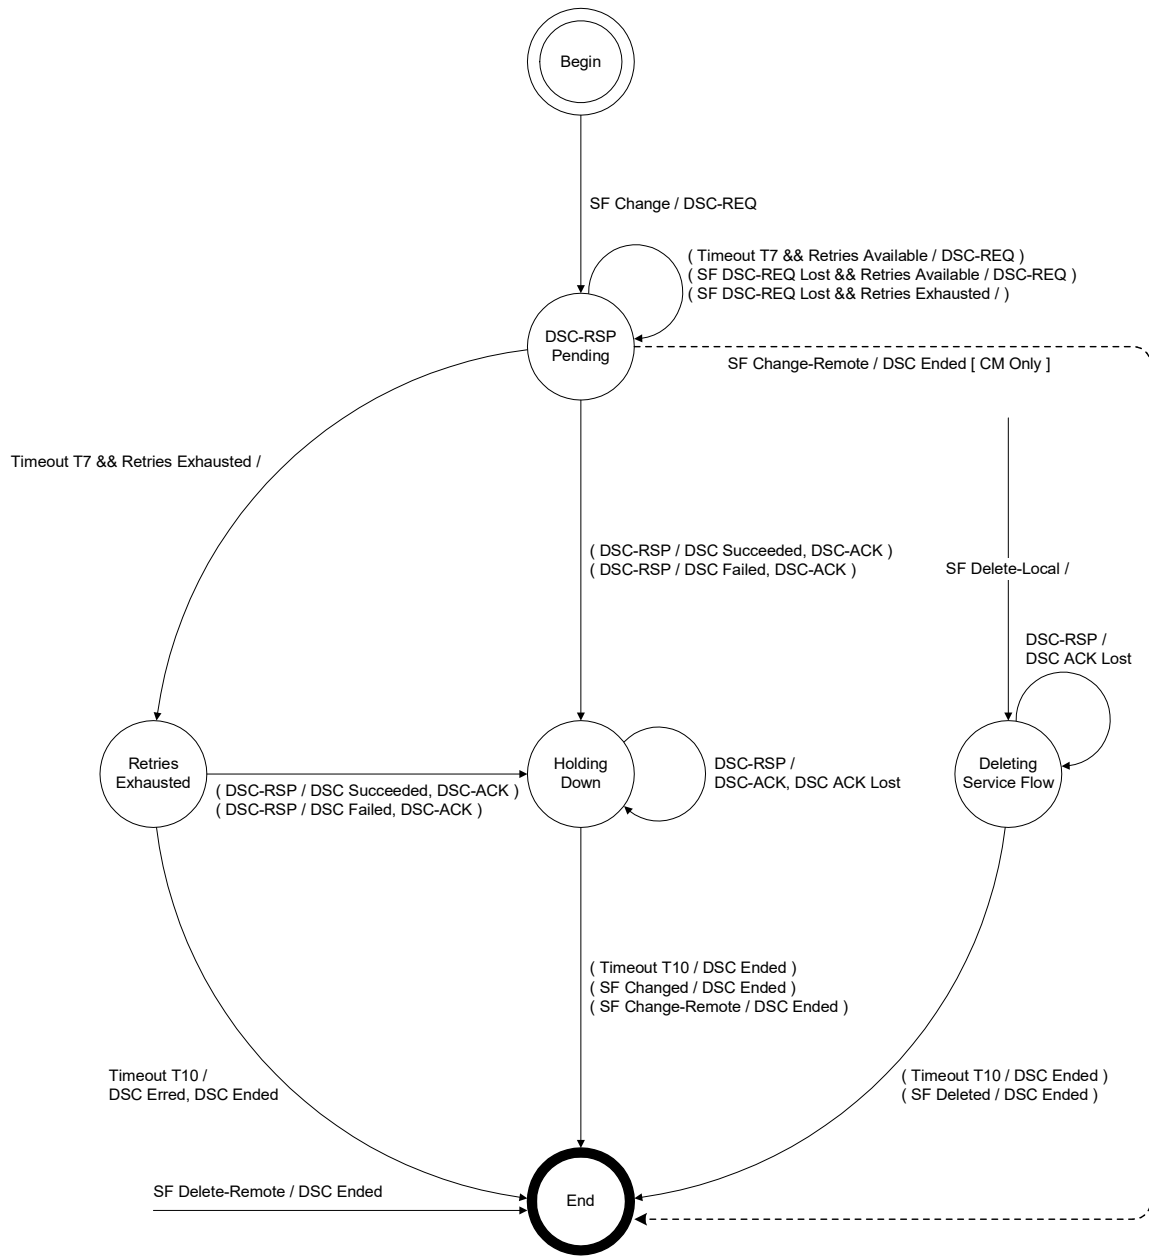 Begin
SF Change / DSC-REQ
( Timeout T7 && Retries Available / DSC-REQ )
( SF DSC-REQ Lost && Retries Available / DSC-REQ )
( SF DSC-REQ Lost && Retries Exhausted / )
DSC-RSP
Pending
SF Change-Remote / DSC Ended [ CM Only ]
Timeout T7 && Retries Exhausted /
( DSC-RSP / DSC Succeeded, DSC-ACK )
( DSC-RSP / DSC Failed, DSC-ACK )
SF Delete-Local /
DSC-RSP /
DSC ACK Lost
Retries
Exhausted
( DSC-RSP / DSC Succeeded, DSC-ACK )
( DSC-RSP / DSC Failed, DSC-ACK )
Holding
Down
DSC-RSP /
DSC-ACK, DSC ACK Lost
Deleting
Service Flow
( Timeout T10 / DSC Ended )
( SF Changed / DSC Ended )
( SF Change-Remote / DSC Ended )
Timeout T10 /
DSC Erred, DSC Ended
( Timeout T10 / DSC Ended )
( SF Deleted / DSC Ended )
SF Delete-Remote / DSC Ended
End